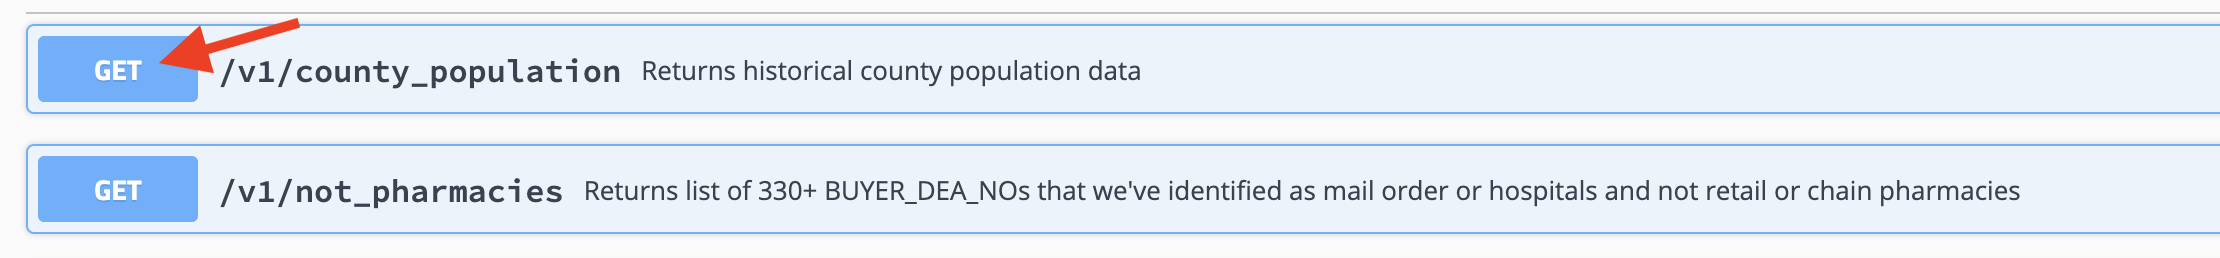 GET /v1/county_population Returns historical county population data
GET /v1/not_pharmacies Returns list of 330+ BUYER_DEA_NOs that we've identified as mail order or hospitals and not retail or chain pharmacies